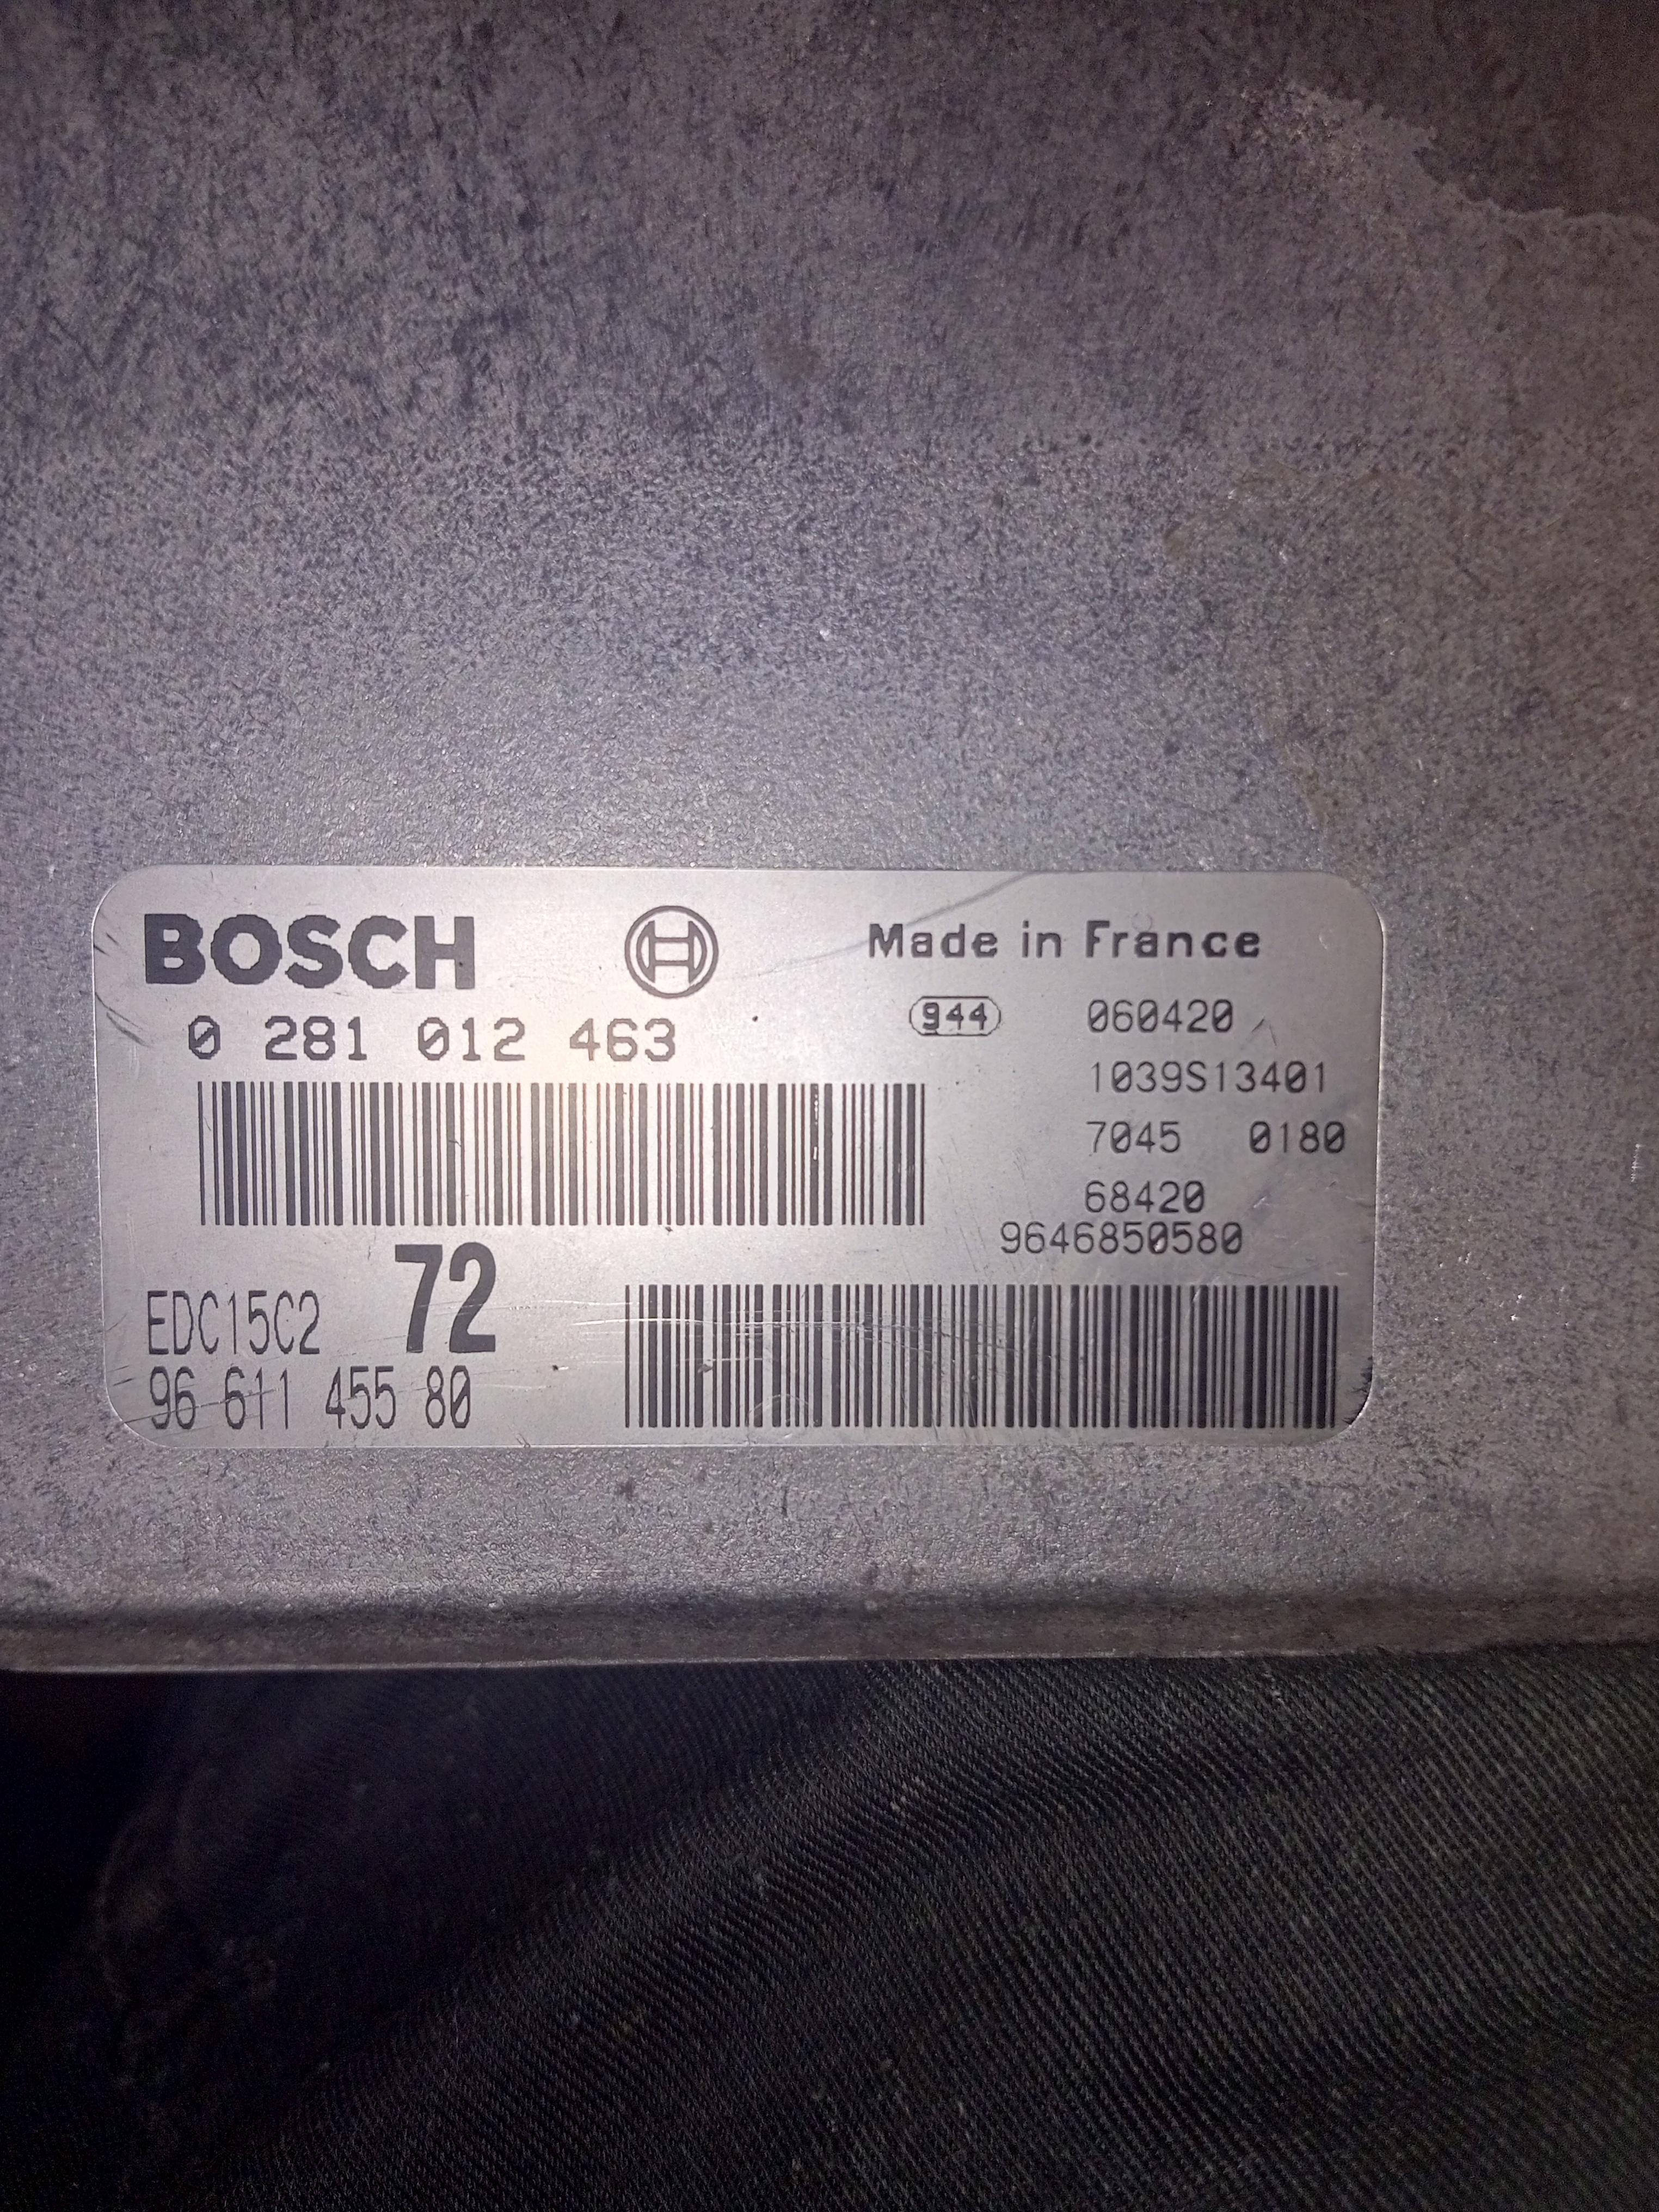 BOSCH
Made in France
0 281 012 463
944
060420
1039S13401
7045 0180
68420
9646850580
EDC15C2 72
96 611 455 80